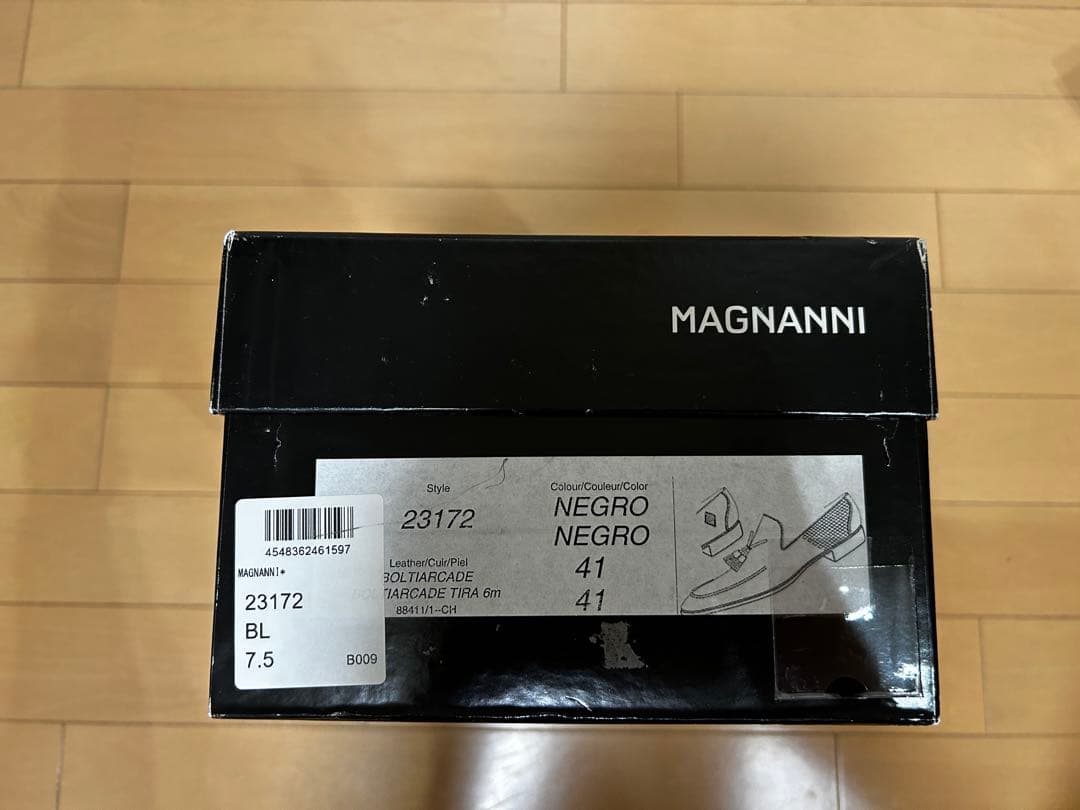 MAGNANNI
Style
23172
Colour/Couleur/Color
NEGRO
NEGRO
Leather/Cuir/Piel
BOLTIARCADE
TIARCADE TIRA 6m
88411/1--CH
41
41
4548362461597
MAGNANNI*
23172
BL
7.5
B009